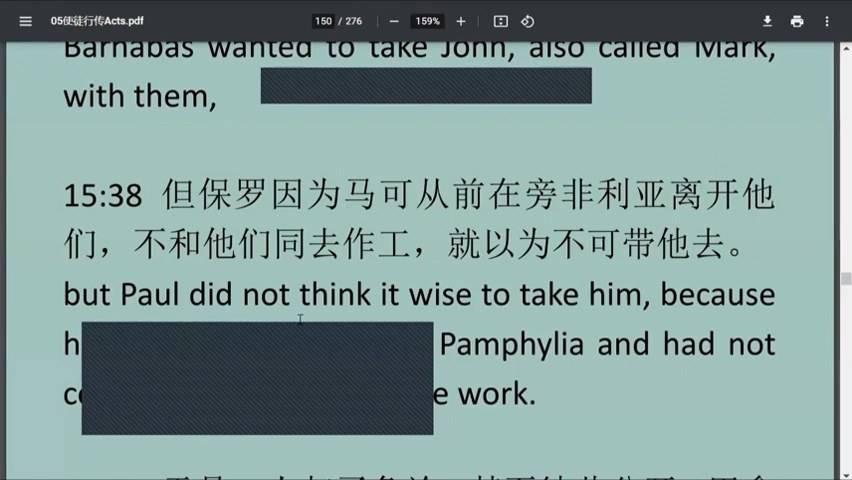 05使徒行传Acts.pdf
150 / 276
159%
Barnabas wanted to take John, also called Mark,
with them,
15:38 但保罗因为马可从前在旁非利亚离开他
们，不和他们同去作工，就以为不可带他去。
but Paul did not think it wise to take him, because
Pamphylia and had not
work.